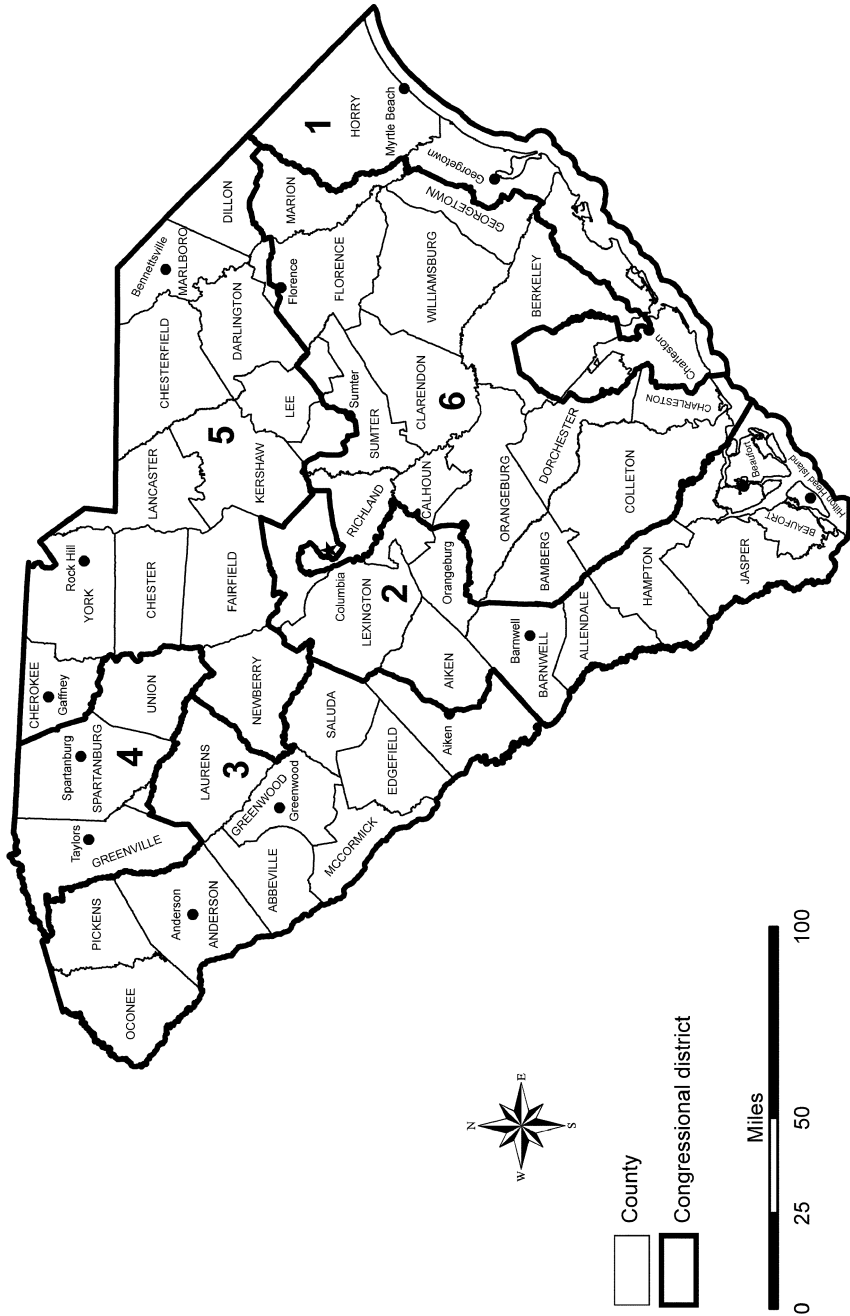 OCONEE
PICKENS
Anderson
ANDERSON
Taylors
GREENVILLE
Spartanburg
SPARTANBURG
4
CHEROKEE
Gaffney
UNION
Rock Hill
YORK
CHESTER
LANCASTER
CHESTERFIELD
Bennettsville
MARLBORO
DILLON
ABBEVILLE
GREENWOOD
Greenwood
LAURENS
3
NEWBERRY
FAIRFIELD
KERSHAW
5
LEE
DARLINGTON
MARION
Florence
FLORENCE
1
HORRY
Myrtle Beach
MCCORMICK
EDGEFIELD
SALUDA
Columbia
LEXINGTON
2
RICHLAND
Sumter
SUMTER
Aiken
AIKEN
Orangeburg
CALHOUN
CLARENDON
6
WILLIAMSBURG
GEORGETOWN
Georgetown
Barnwell
BARNWELL
BAMBERG
ORANGEBURG
DORCHESTER
BERKELEY
ALLENDALE
HAMPTON
COLLETON
CHARLESTON
Charleston
JASPER
BEAUFORT
Beaufort
Hilton Head Island
N
W
E
S
County
Congressional district
Miles
0 25 50 100